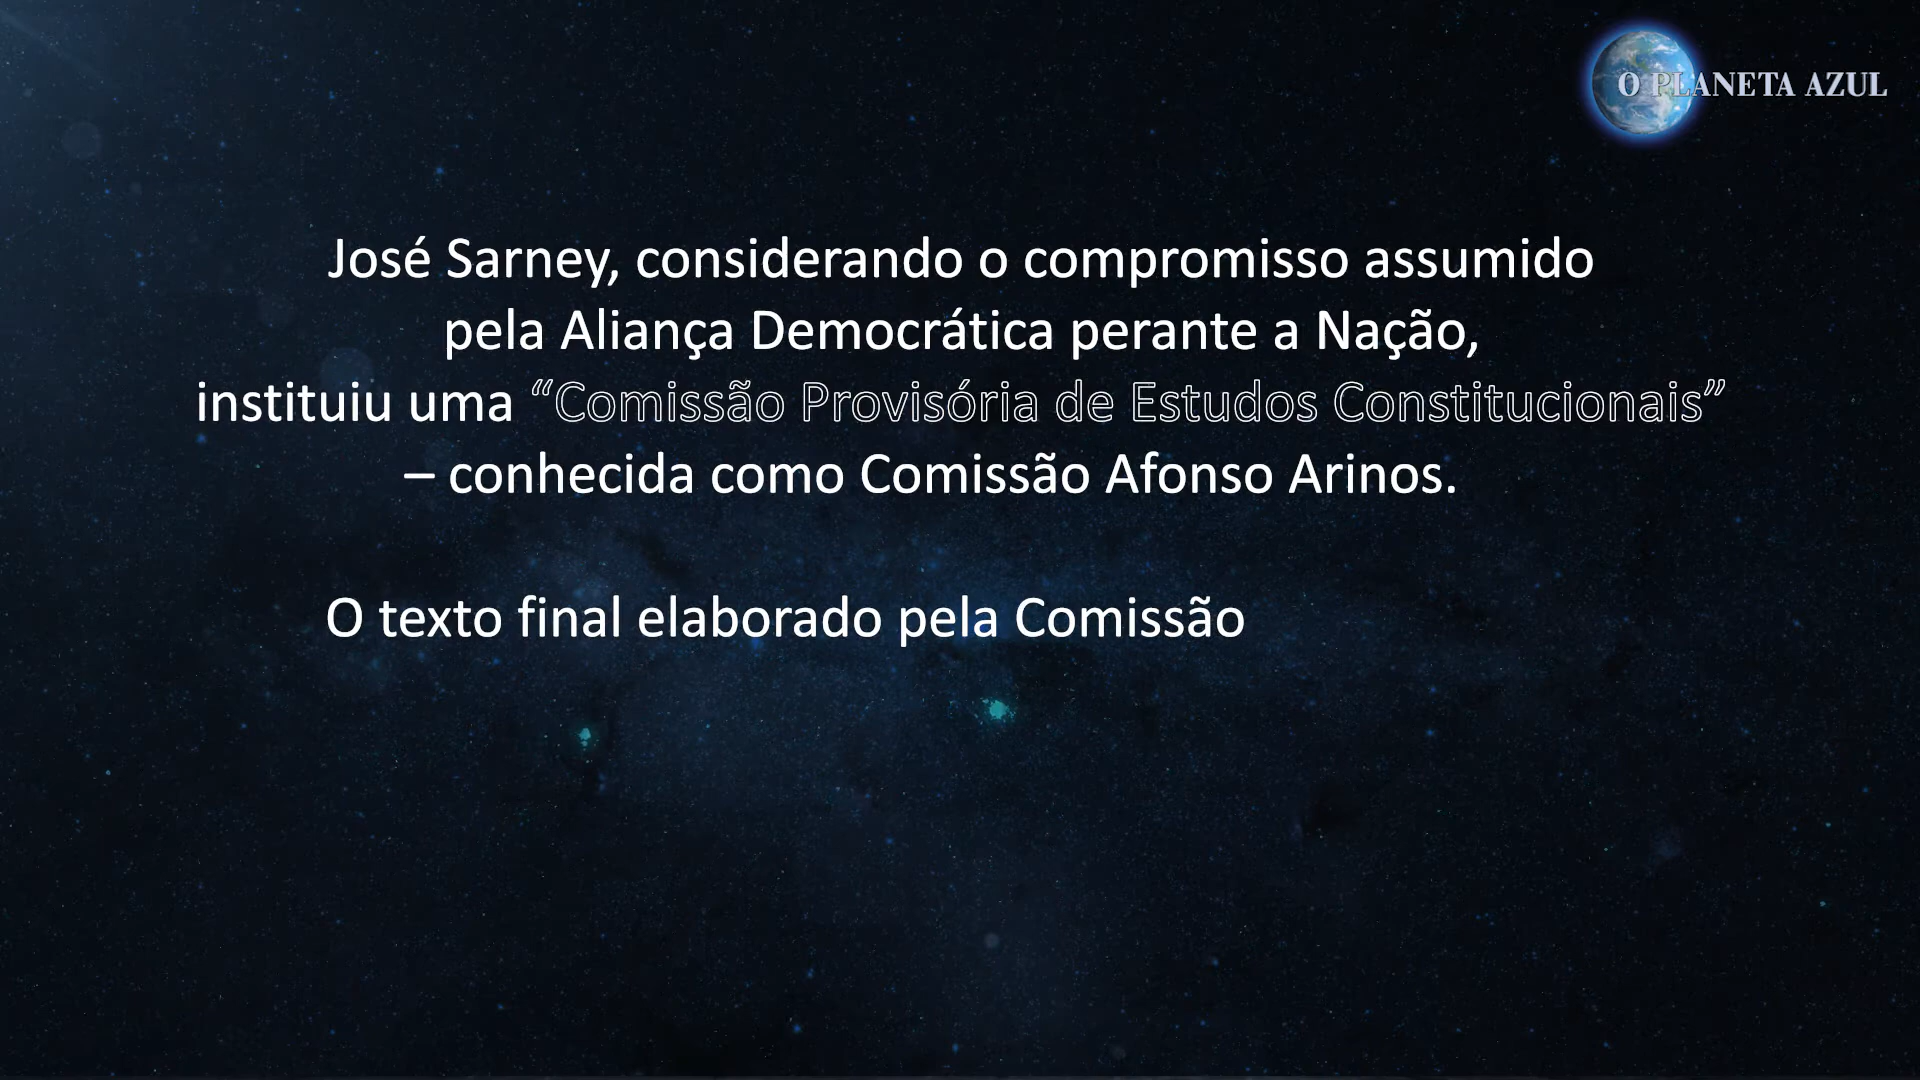 O PLANETA AZUL
José Sarney, considerando o compromisso assumido
pela Aliança Democrática perante a Nação,
instituiu uma “Comissão Provisória de Estudos Constitucionais”
– conhecida como Comissão Afonso Arinos.
O texto final elaborado pela Comissão